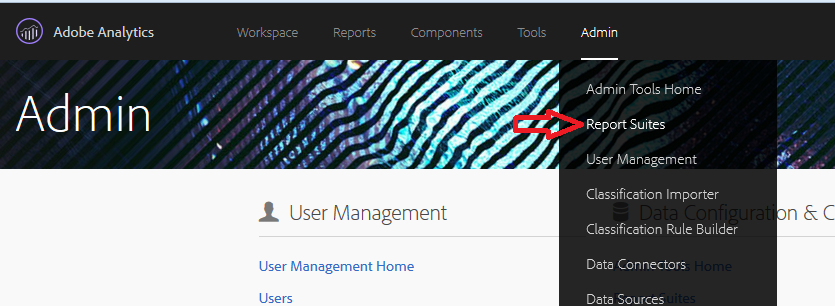 Adobe Analytics Workspace Reports Components Tools Admin
Admin
Admin Tools Home
Report Suites
User Management
Classification Importer
Classification Rule Builder
Data Connectors
Data Sources
User Management
Data Configuration & C
User Management Home
Home
Users
Suites